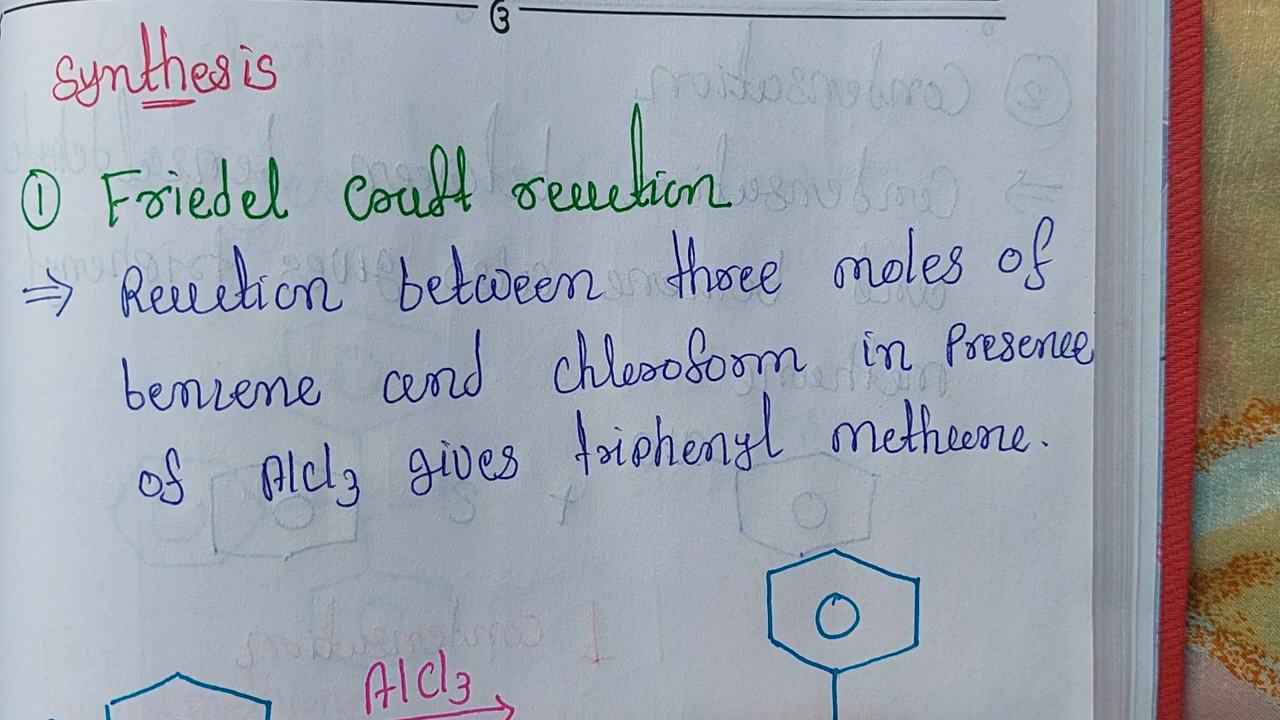 3
Synthesis
① Friedel Craft reaction
⇒ Reaction between three moles of
benzene and chloroform in Presence
of AlCl3 gives triphenyl methane.
AlCl3